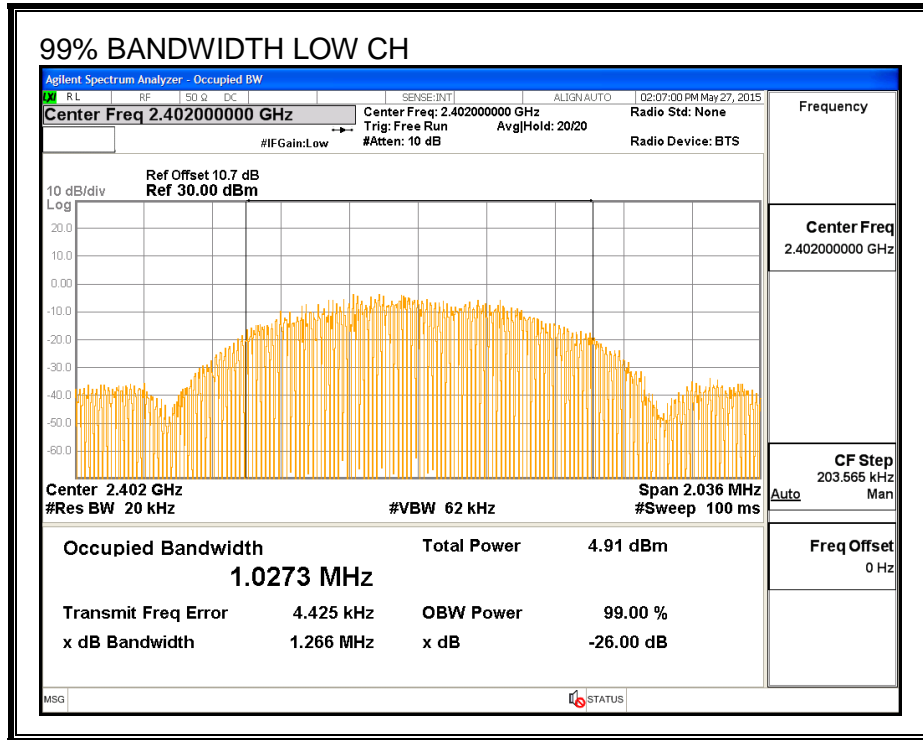 99% BANDWIDTH LOW CH
Agilent Spectrum Analyzer - Occupied BW
LXI RL RF 50 Ω DC SENSE:INT ALIGNAUTO 02:07:00 PM May 27, 2015
Center Freq 2.402000000 GHz
Center Freq: 2.402000000 GHz Radio Std: None
Trig: Free Run Avg|Hold: 20/20
#IFGain:Low #Atten: 10 dB Radio Device: BTS
Frequency
Ref Offset 10.7 dB
10 dB/div Ref 30.00 dBm
Log
20.0
10.0
0.00
-10.0
-20.0
-30.0
-40.0
-50.0
-60.0
Center Freq
2.402000000 GHz
Center 2.402 GHz Span 2.036 MHz
#Res BW 20 kHz #VBW 62 kHz #Sweep 100 ms
CF Step
203.565 kHz
Auto Man
Occupied Bandwidth Total Power 4.91 dBm
1.0273 MHz
Transmit Freq Error 4.425 kHz OBW Power 99.00 %
x dB Bandwidth 1.266 MHz x dB -26.00 dB
Freq Offset
0 Hz
MSG STATUS